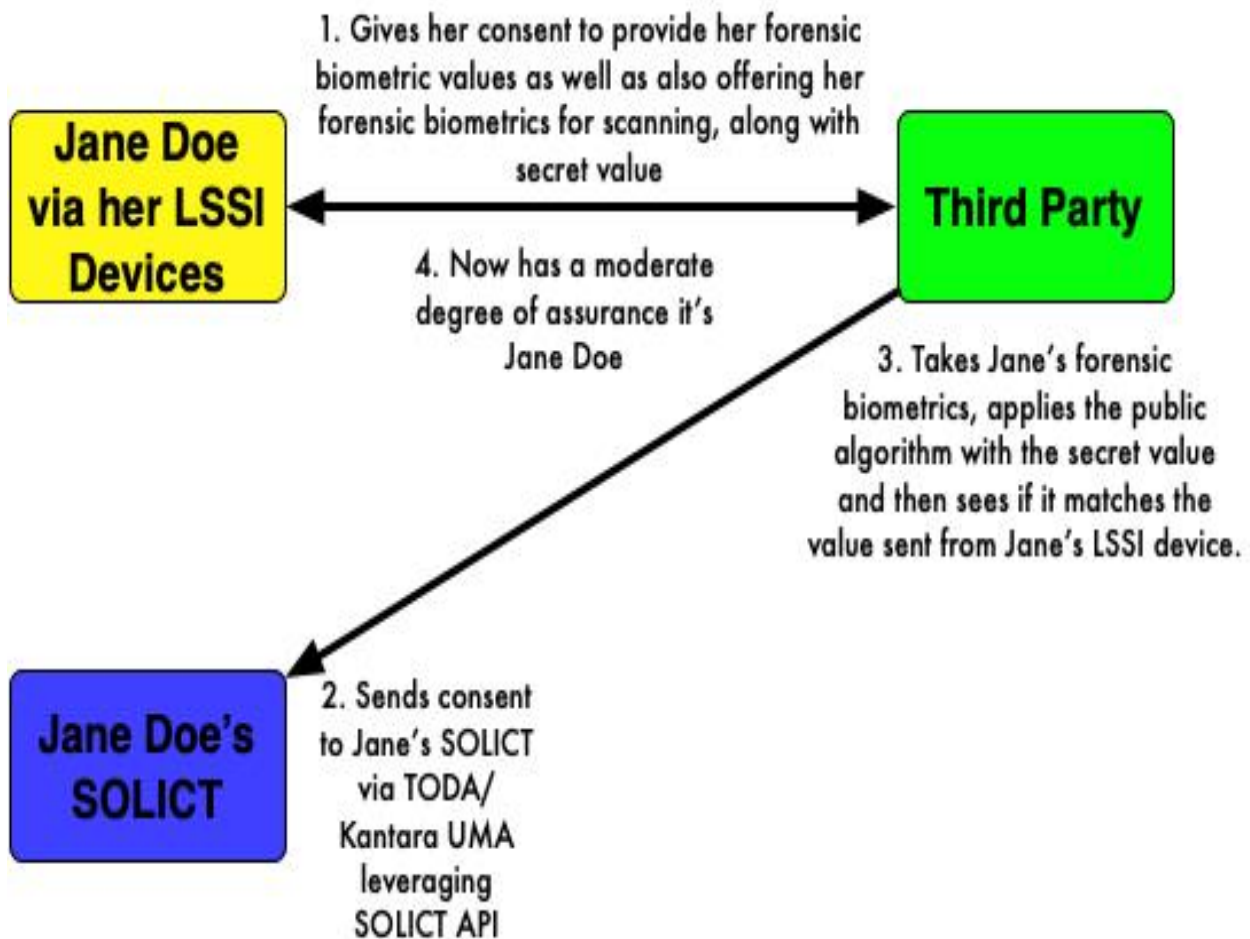 1. Gives her consent to provide her forensic
biometric values as well as also offering her
forensic biometrics for scanning, along with
secret value
Jane Doe
via her LSSI
Devices
Third Party
4. Now has a moderate
degree of assurance it's
Jane Doe
3. Takes Jane's forensic
biometrics, applies the public
algorithm with the secret value
and then sees if it matches the
value sent from Jane's LSSI device.
Jane Doe's
SOLICT
2. Sends consent
to Jane's SOLICT
via TODA/
Kantara UMA
leveraging
SOLICT API